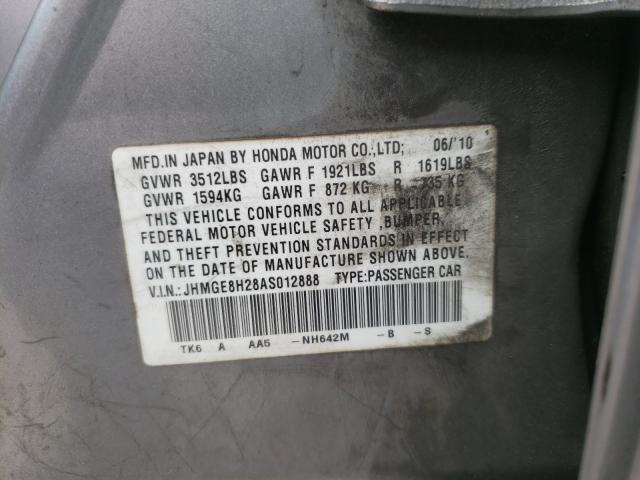 MFD.IN JAPAN BY HONDA MOTOR CO.,LTD; 06/'10
GVWR 3512LBS GAWR F 1921LBS R 1619LBS
GVWR 1594KG GAWR F 872 KG R 735 KG
THIS VEHICLE CONFORMS TO ALL APPLICABLE
FEDERAL MOTOR VEHICLE SAFETY ,BUMPER,
AND THEFT PREVENTION STANDARDS IN EFFECT
ON THE DATE OF MANUFACTURE SHOWN ABOVE.
V.I.N.:JHMGE8H28AS012888 TYPE:PASSENGER CAR
TK6 A AA5 -NH642M -B -S